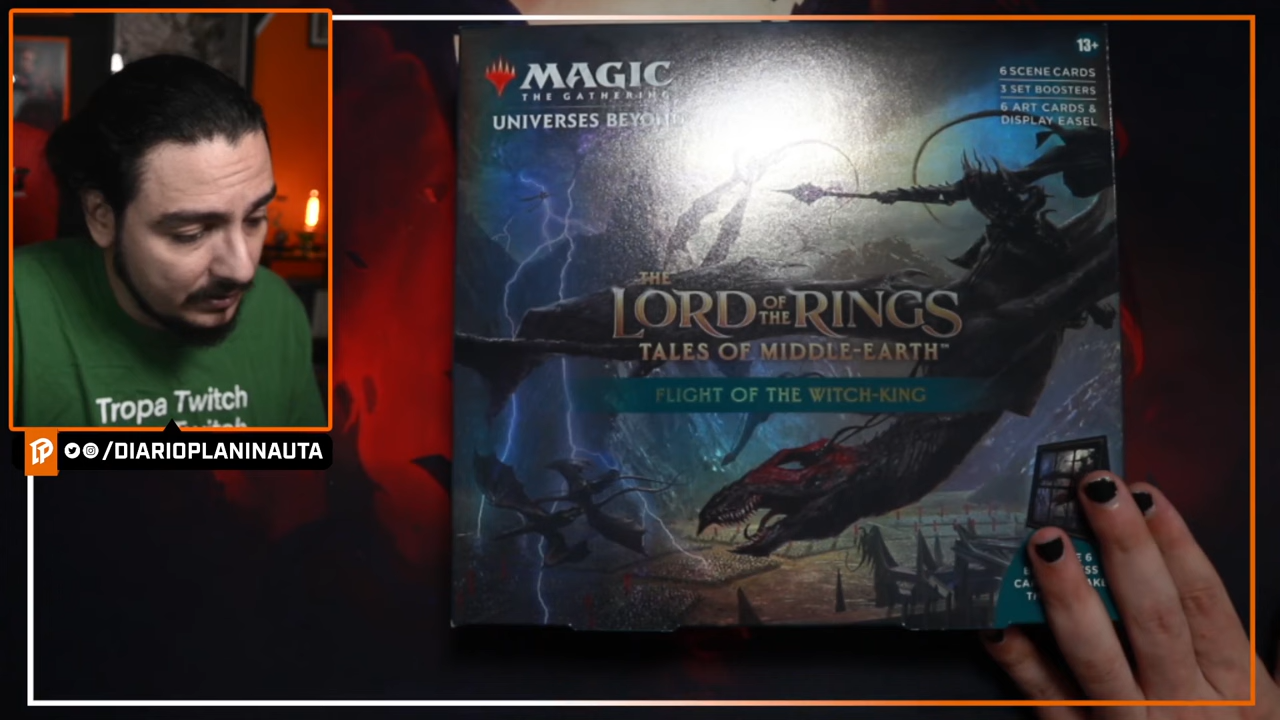 MAGIC
THE GATHERING
UNIVERSES BEYOND
13+
6 SCENE CARDS
3 SET BOOSTERS
6 ART CARDS &
DISPLAY EASEL
THE
LORD OF THE RINGS
TALES OF MIDDLE-EARTH™
FLIGHT OF THE WITCH-KING
Tropa Twitch
/DIARIOPLANINAUTA